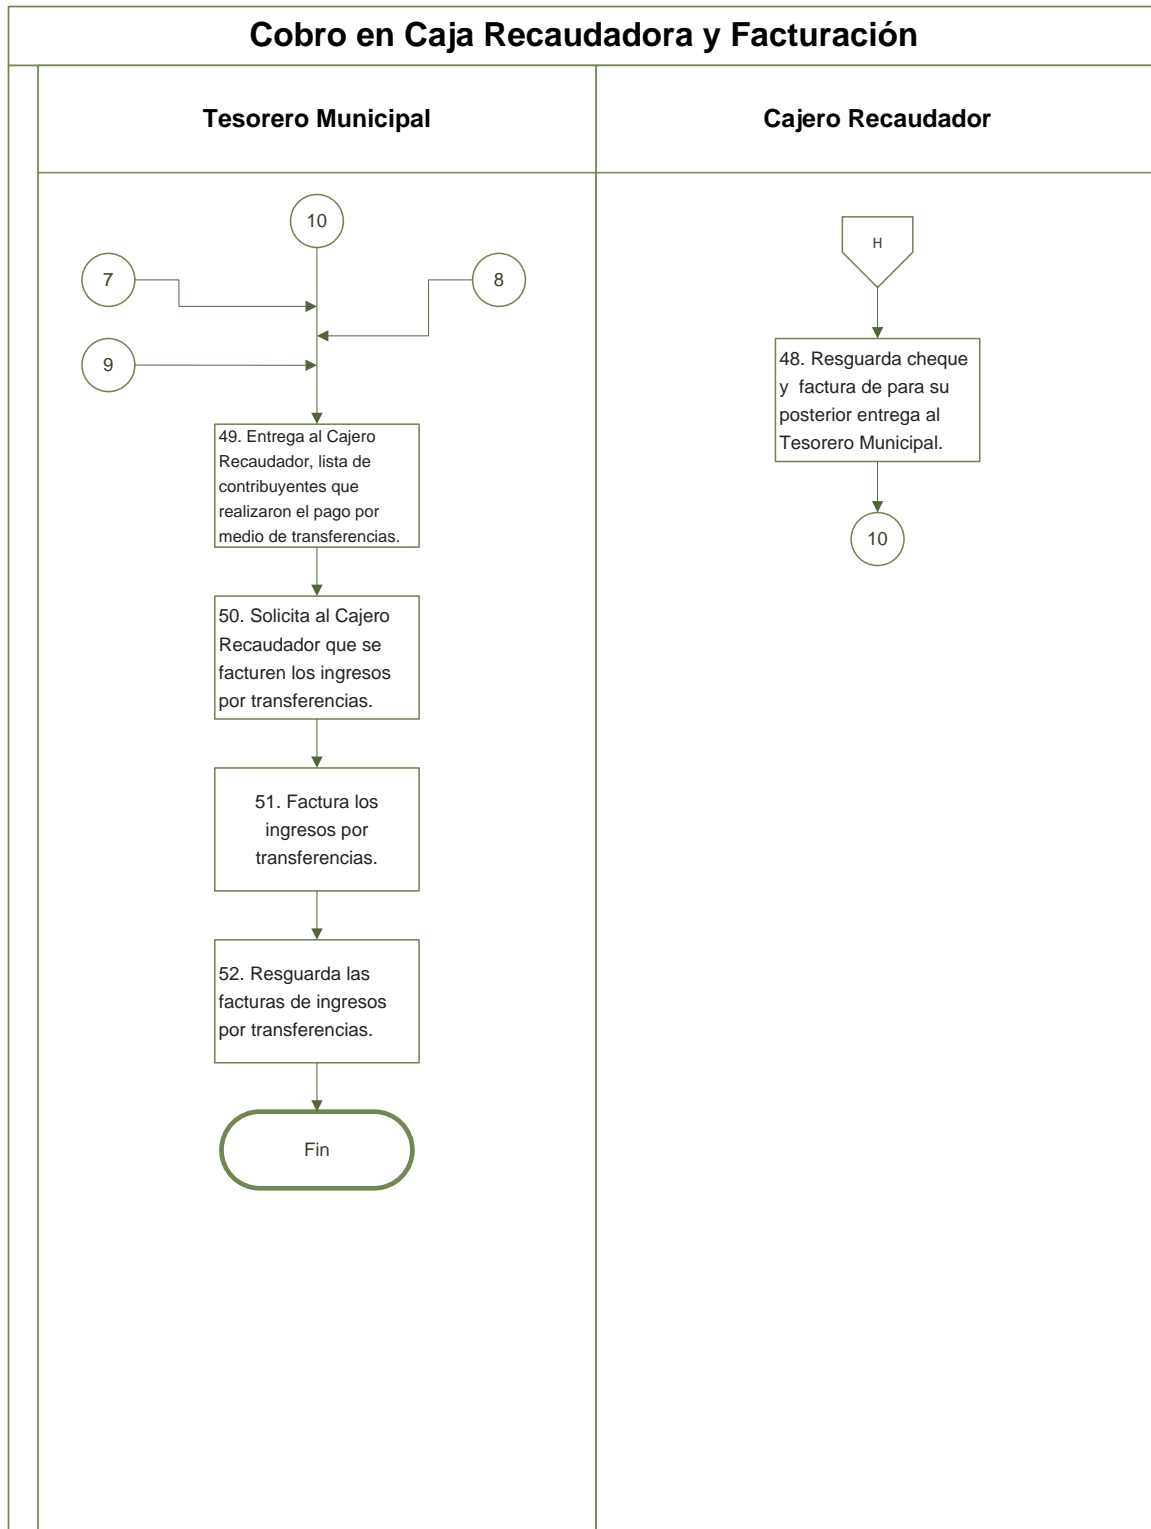 Cobro en Caja Recaudadora y Facturación
Tesorero Municipal
Cajero Recaudador
10
7
8
9
49. Entrega al Cajero
Recaudador, lista de
contribuyentes que
realizaron el pago por
medio de transferencias.
50. Solicita al Cajero
Recaudador que se
facturen los ingresos
por transferencias.
51. Factura los
ingresos por
transferencias.
52. Resguarda las
facturas de ingresos
por transferencias.
Fin
H
48. Resguarda cheque
y factura de para su
posterior entrega al
Tesorero Municipal.
10